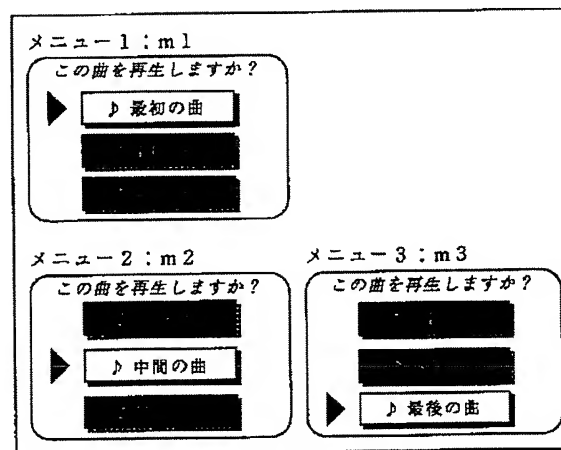 メニュー1：m1
この曲を再生しますか？
♪ 最初の曲
メニュー2：m2
この曲を再生しますか？
♪ 中間の曲
メニュー3：m3
この曲を再生しますか？
♪ 最後の曲